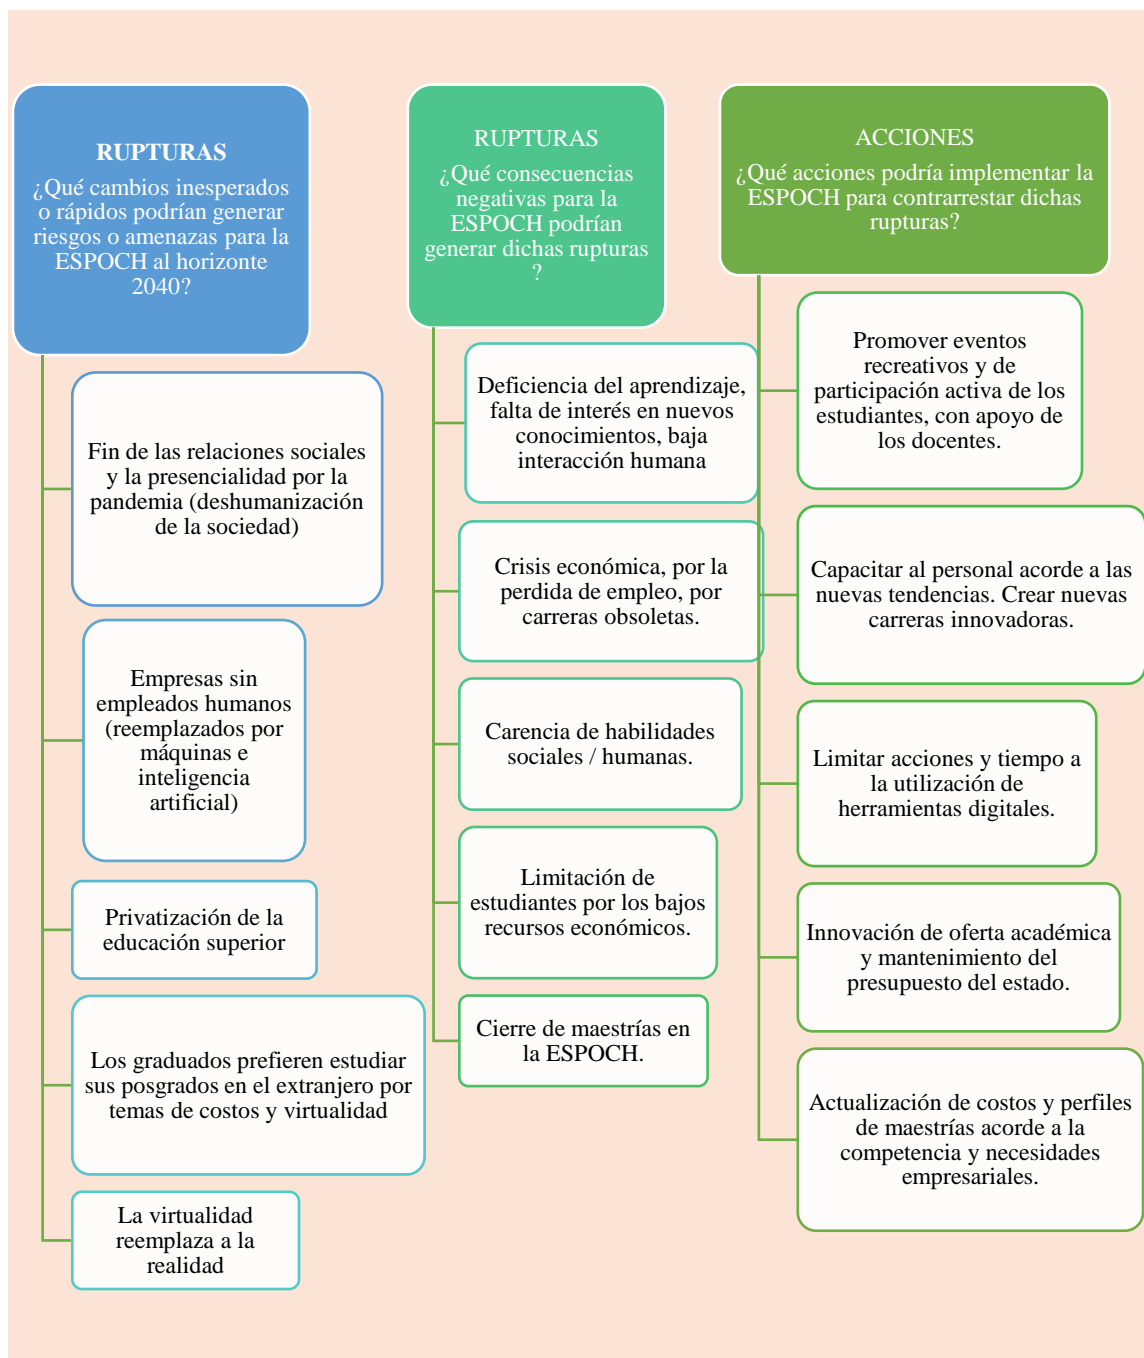 RUPTURAS
¿Qué cambios inesperados
o rápidos podrían generar
riesgos o amenazas para la
ESPOCH al horizonte
2040?
Fin de las relaciones sociales
y la presencialidad por la
pandemia (deshumanización
de la sociedad)
Empresas sin
empleados humanos
(reemplazados por
máquinas e
inteligencia
artificial)
Privatización de la
educación superior
Los graduados prefieren estudiar
sus posgrados en el extranjero por
temas de costos y virtualidad
La virtualidad
reemplaza a la
realidad
RUPTURAS
¿Qué consecuencias
negativas para la
ESPOCH podrían
generar dichas rupturas
?
Deficiencia del aprendizaje,
falta de interés en nuevos
conocimientos, baja
interacción humana
Crisis económica, por la
perdida de empleo, por
carreras obsoletas.
Carencia de habilidades
sociales / humanas.
Limitación de
estudiantes por los bajos
recursos económicos.
Cierre de maestrías en
la ESPOCH.
ACCIONES
¿Qué acciones podría implementar la
ESPOCH para contrarrestar dichas
rupturas?
Promover eventos
recreativos y de
participación activa de los
estudiantes, con apoyo de
los docentes.
Capacitar al personal acorde a las
nuevas tendencias. Crear nuevas
carreras innovadoras.
Limitar acciones y tiempo a
la utilización de
herramientas digitales.
Innovación de oferta académica
y mantenimiento del
presupuesto del estado.
Actualización de costos y perfiles
de maestrías acorde a la
competencia y necesidades
empresariales.